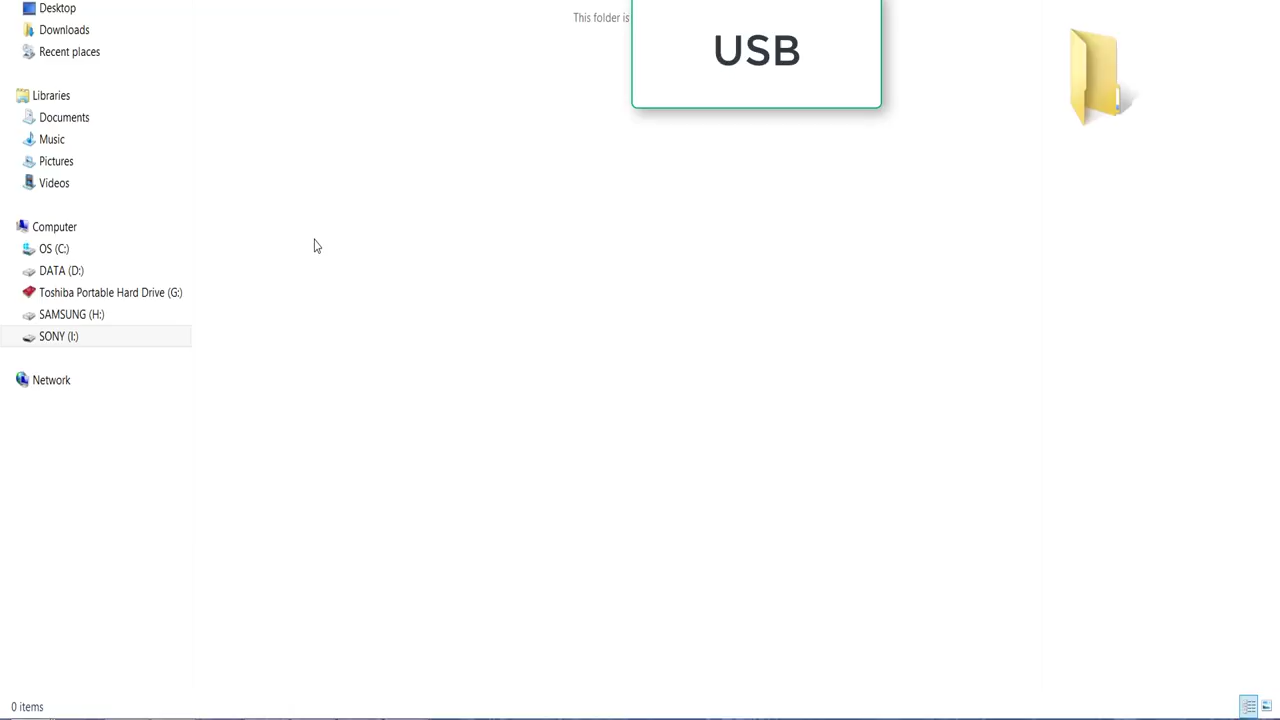 Desktop
This folder is
USB
Downloads
Recent places
Libraries
Documents
Music
Pictures
Videos
Computer
OS (C:)
DATA (D:)
Toshiba Portable Hard Drive (G:)
SAMSUNG (H:)
SONY (I:)
Network
0 items